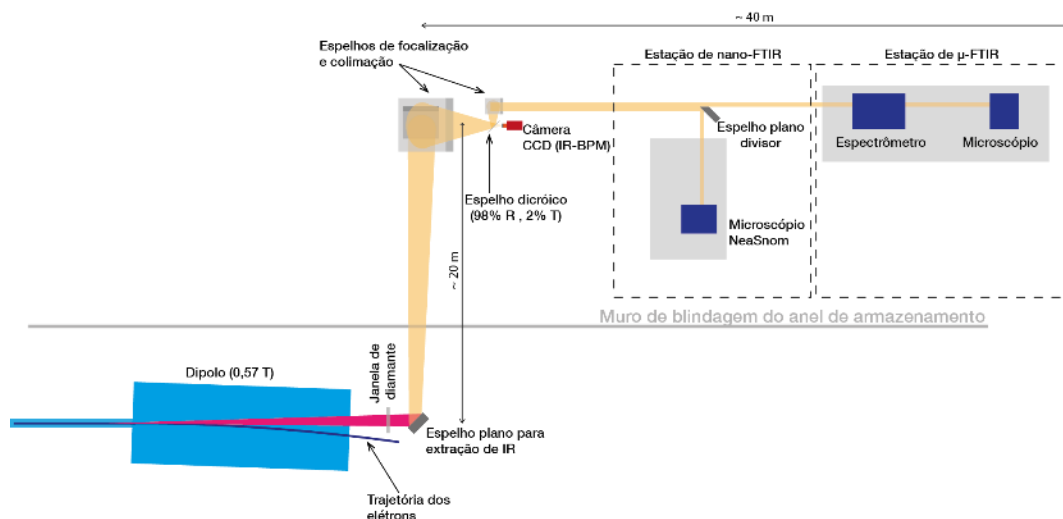 ~ 40 m
Espelhos de focalização
e colimação
Estação de nano-FTIR
Estação de µ-FTIR
Câmera
CCD (IR-BPM)
Espelho plano
divisor
Espectrômetro
Microscópio
Espelho dicróico
(98% R , 2% T)
Microscópio
NeaSnom
~ 20 m
Muro de blindagem do anel de armazenamento
Dipolo (0,57 T)
Janela de
diamante
Espelho plano para
extração de IR
Trajetória dos
elétrons